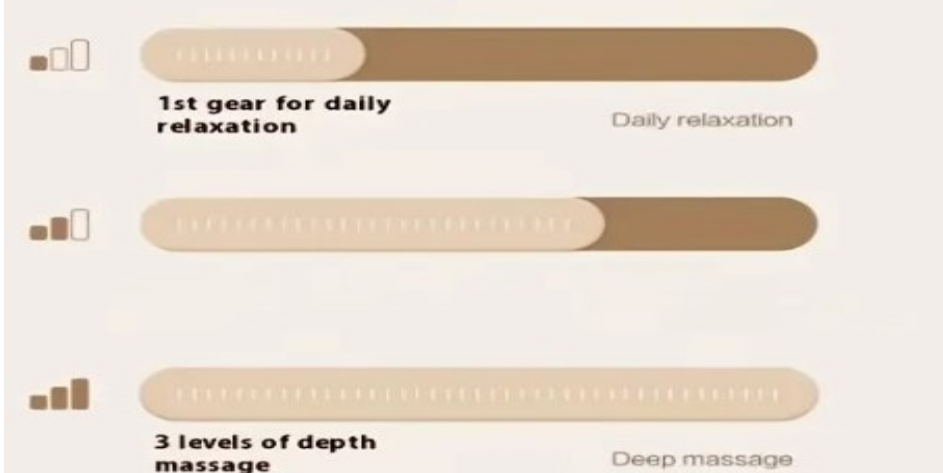 1st gear for daily
relaxation
Daily relaxation
3 levels of depth
massage
Deep massage